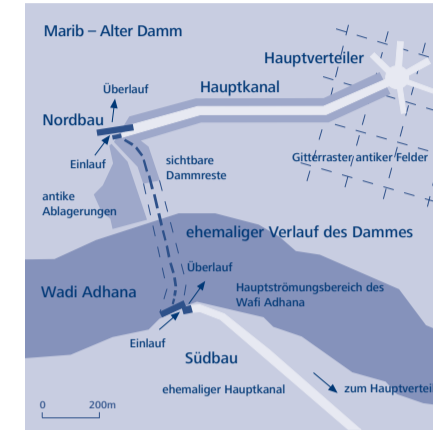 Marib – Alter Damm
Hauptverteiler
Überlauf
Hauptkanal
Nordbau
Einlauf
sichtbare
Dammreste
Gitterraster antiker Felder
antike
Ablagerungen
ehemaliger Verlauf des Dammes
Überlauf
Wadi Adhana
Hauptströmungsbereich des
Wafi Adhana
Einlauf
Südbau
ehemaliger Hauptkanal
zum Hauptverteil
0 200m